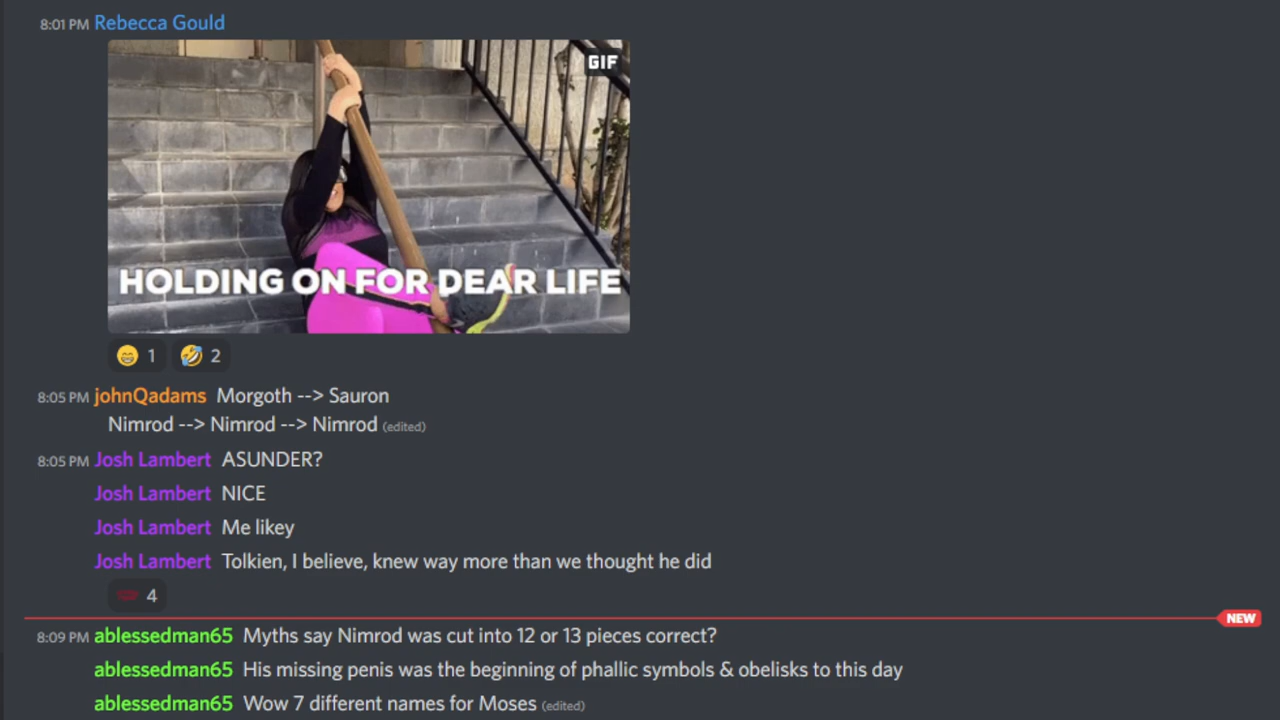 8:01 PM Rebecca Gould
GIF
HOLDING ON FOR DEAR LIFE
1 2
8:05 PM johnQadams Morgoth --> Sauron
Nimrod --> Nimrod --> Nimrod (edited)
8:05 PM Josh Lambert ASUNDER?
Josh Lambert NICE
Josh Lambert Me likey
Josh Lambert Tolkien, I believe, knew way more than we thought he did
4
NEW
8:09 PM ablessedman65 Myths say Nimrod was cut into 12 or 13 pieces correct?
ablessedman65 His missing penis was the beginning of phallic symbols & obelisks to this day
ablessedman65 Wow 7 different names for Moses (edited)